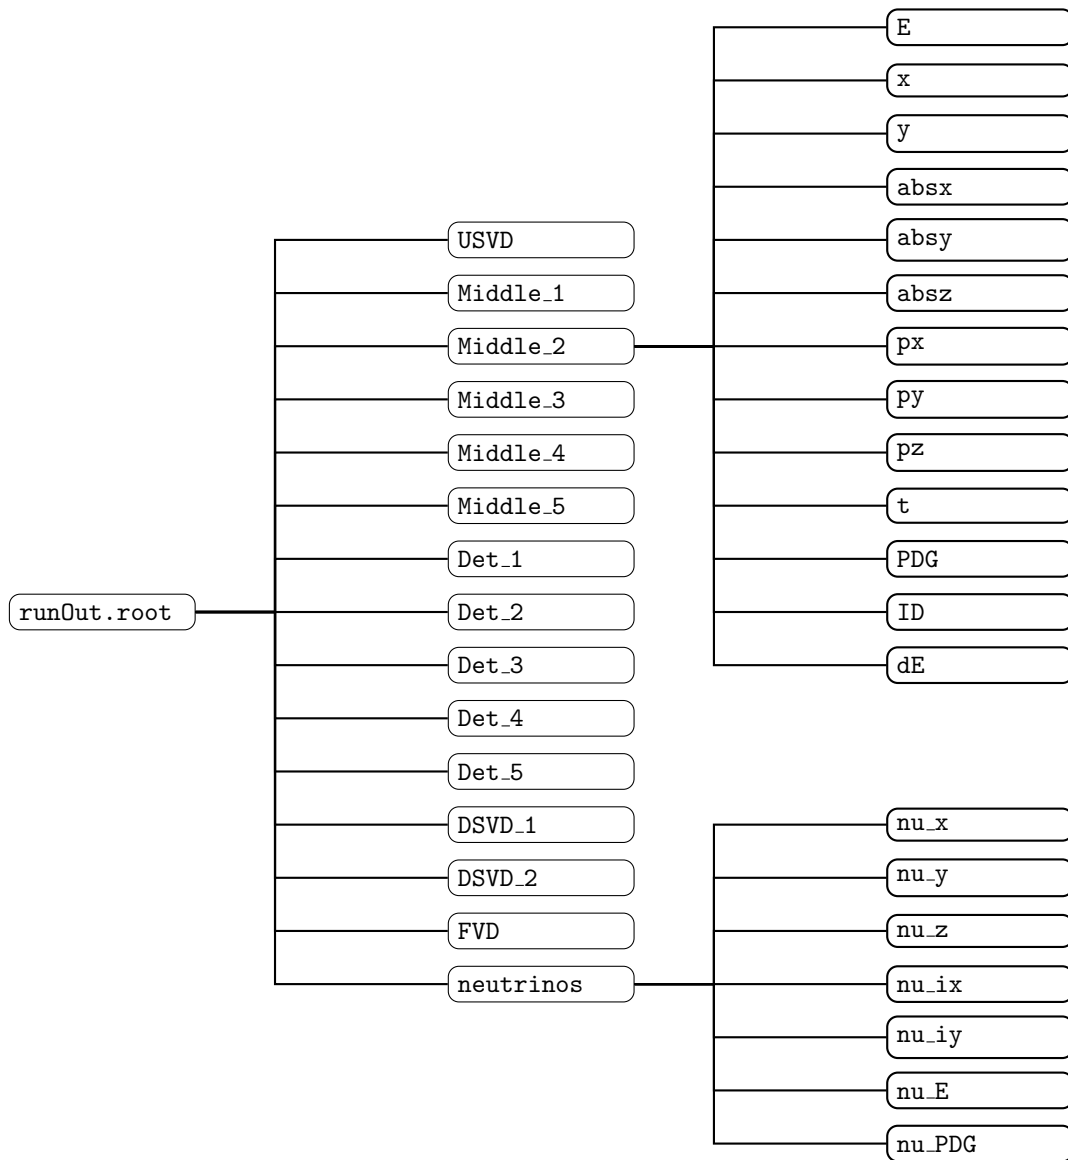 runOut.root
USVD
Middle_1
Middle_2
E
x
y
absx
absy
absz
px
py
pz
t
PDG
ID
dE
Middle_3
Middle_4
Middle_5
Det_1
Det_2
Det_3
Det_4
Det_5
DSVD_1
DSVD_2
FVD
neutrinos
nu_x
nu_y
nu_z
nu_ix
nu_iy
nu_E
nu_PDG